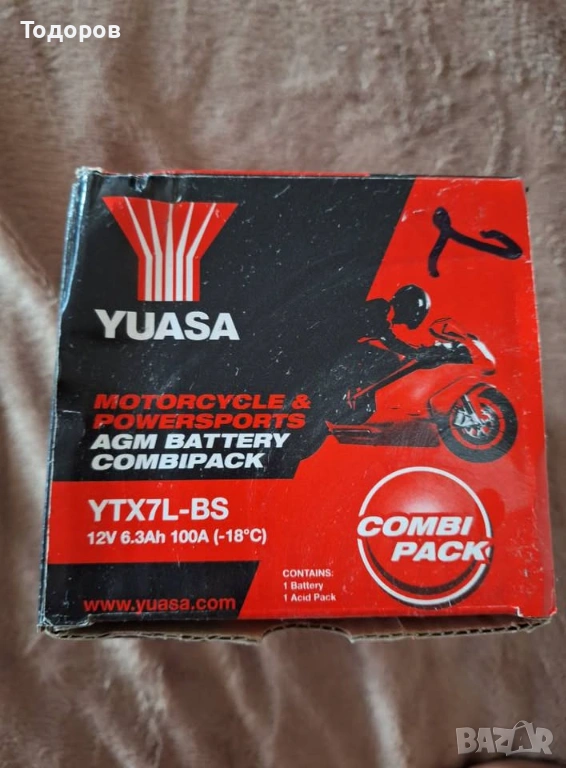 Тодоров
YUASA
MOTORCYCLE &
POWERSPORTS
AGM BATTERY
COMBIPACK
YTX7L-BS
12V 6.3Ah 100A (-18°C)
COMBI
PACK
CONTAINS:
1 Battery
1 Acid Pack
www.yuasa.com
BAZAR